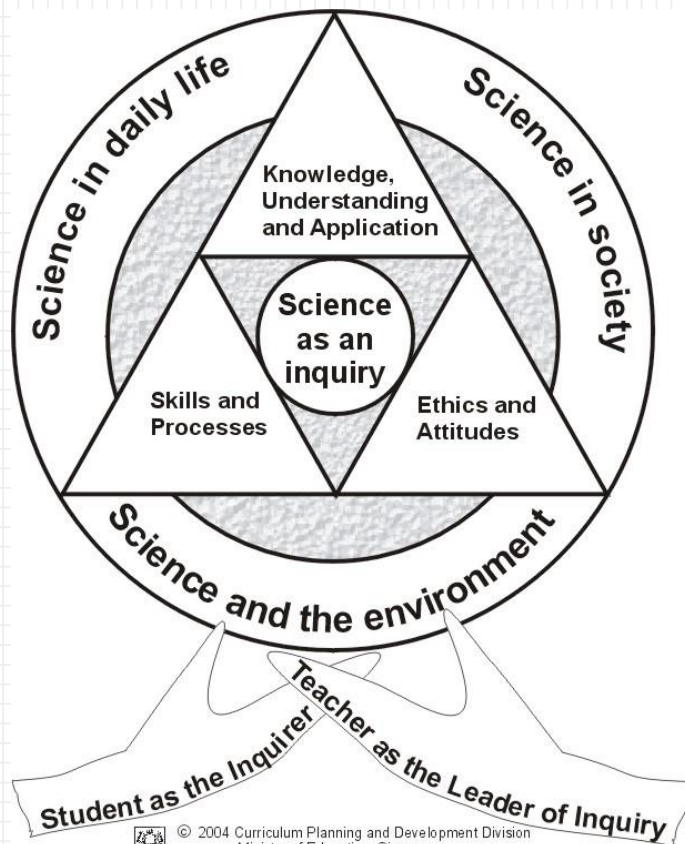 Science in daily life
Science in society
Knowledge,
Understanding
and Application
Science
as an
inquiry
Skills and
Processes
Ethics and
Attitudes
Science and the environment
Student as the Inquirer
Teacher as the Leader of Inquiry
© 2004 Curriculum Planning and Development Division